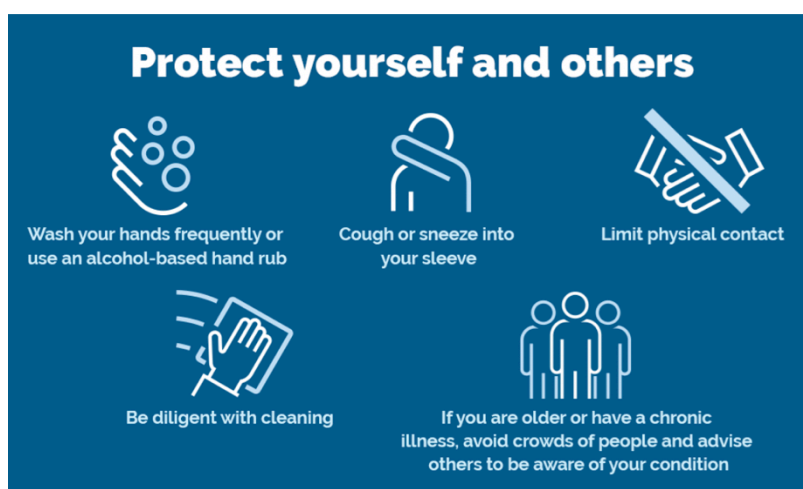 Protect yourself and others
Wash your hands frequently or
use an alcohol-based hand rub
Cough or sneeze into
your sleeve
Limit physical contact
Be diligent with cleaning
If you are older or have a chronic
illness, avoid crowds of people and advise
others to be aware of your condition